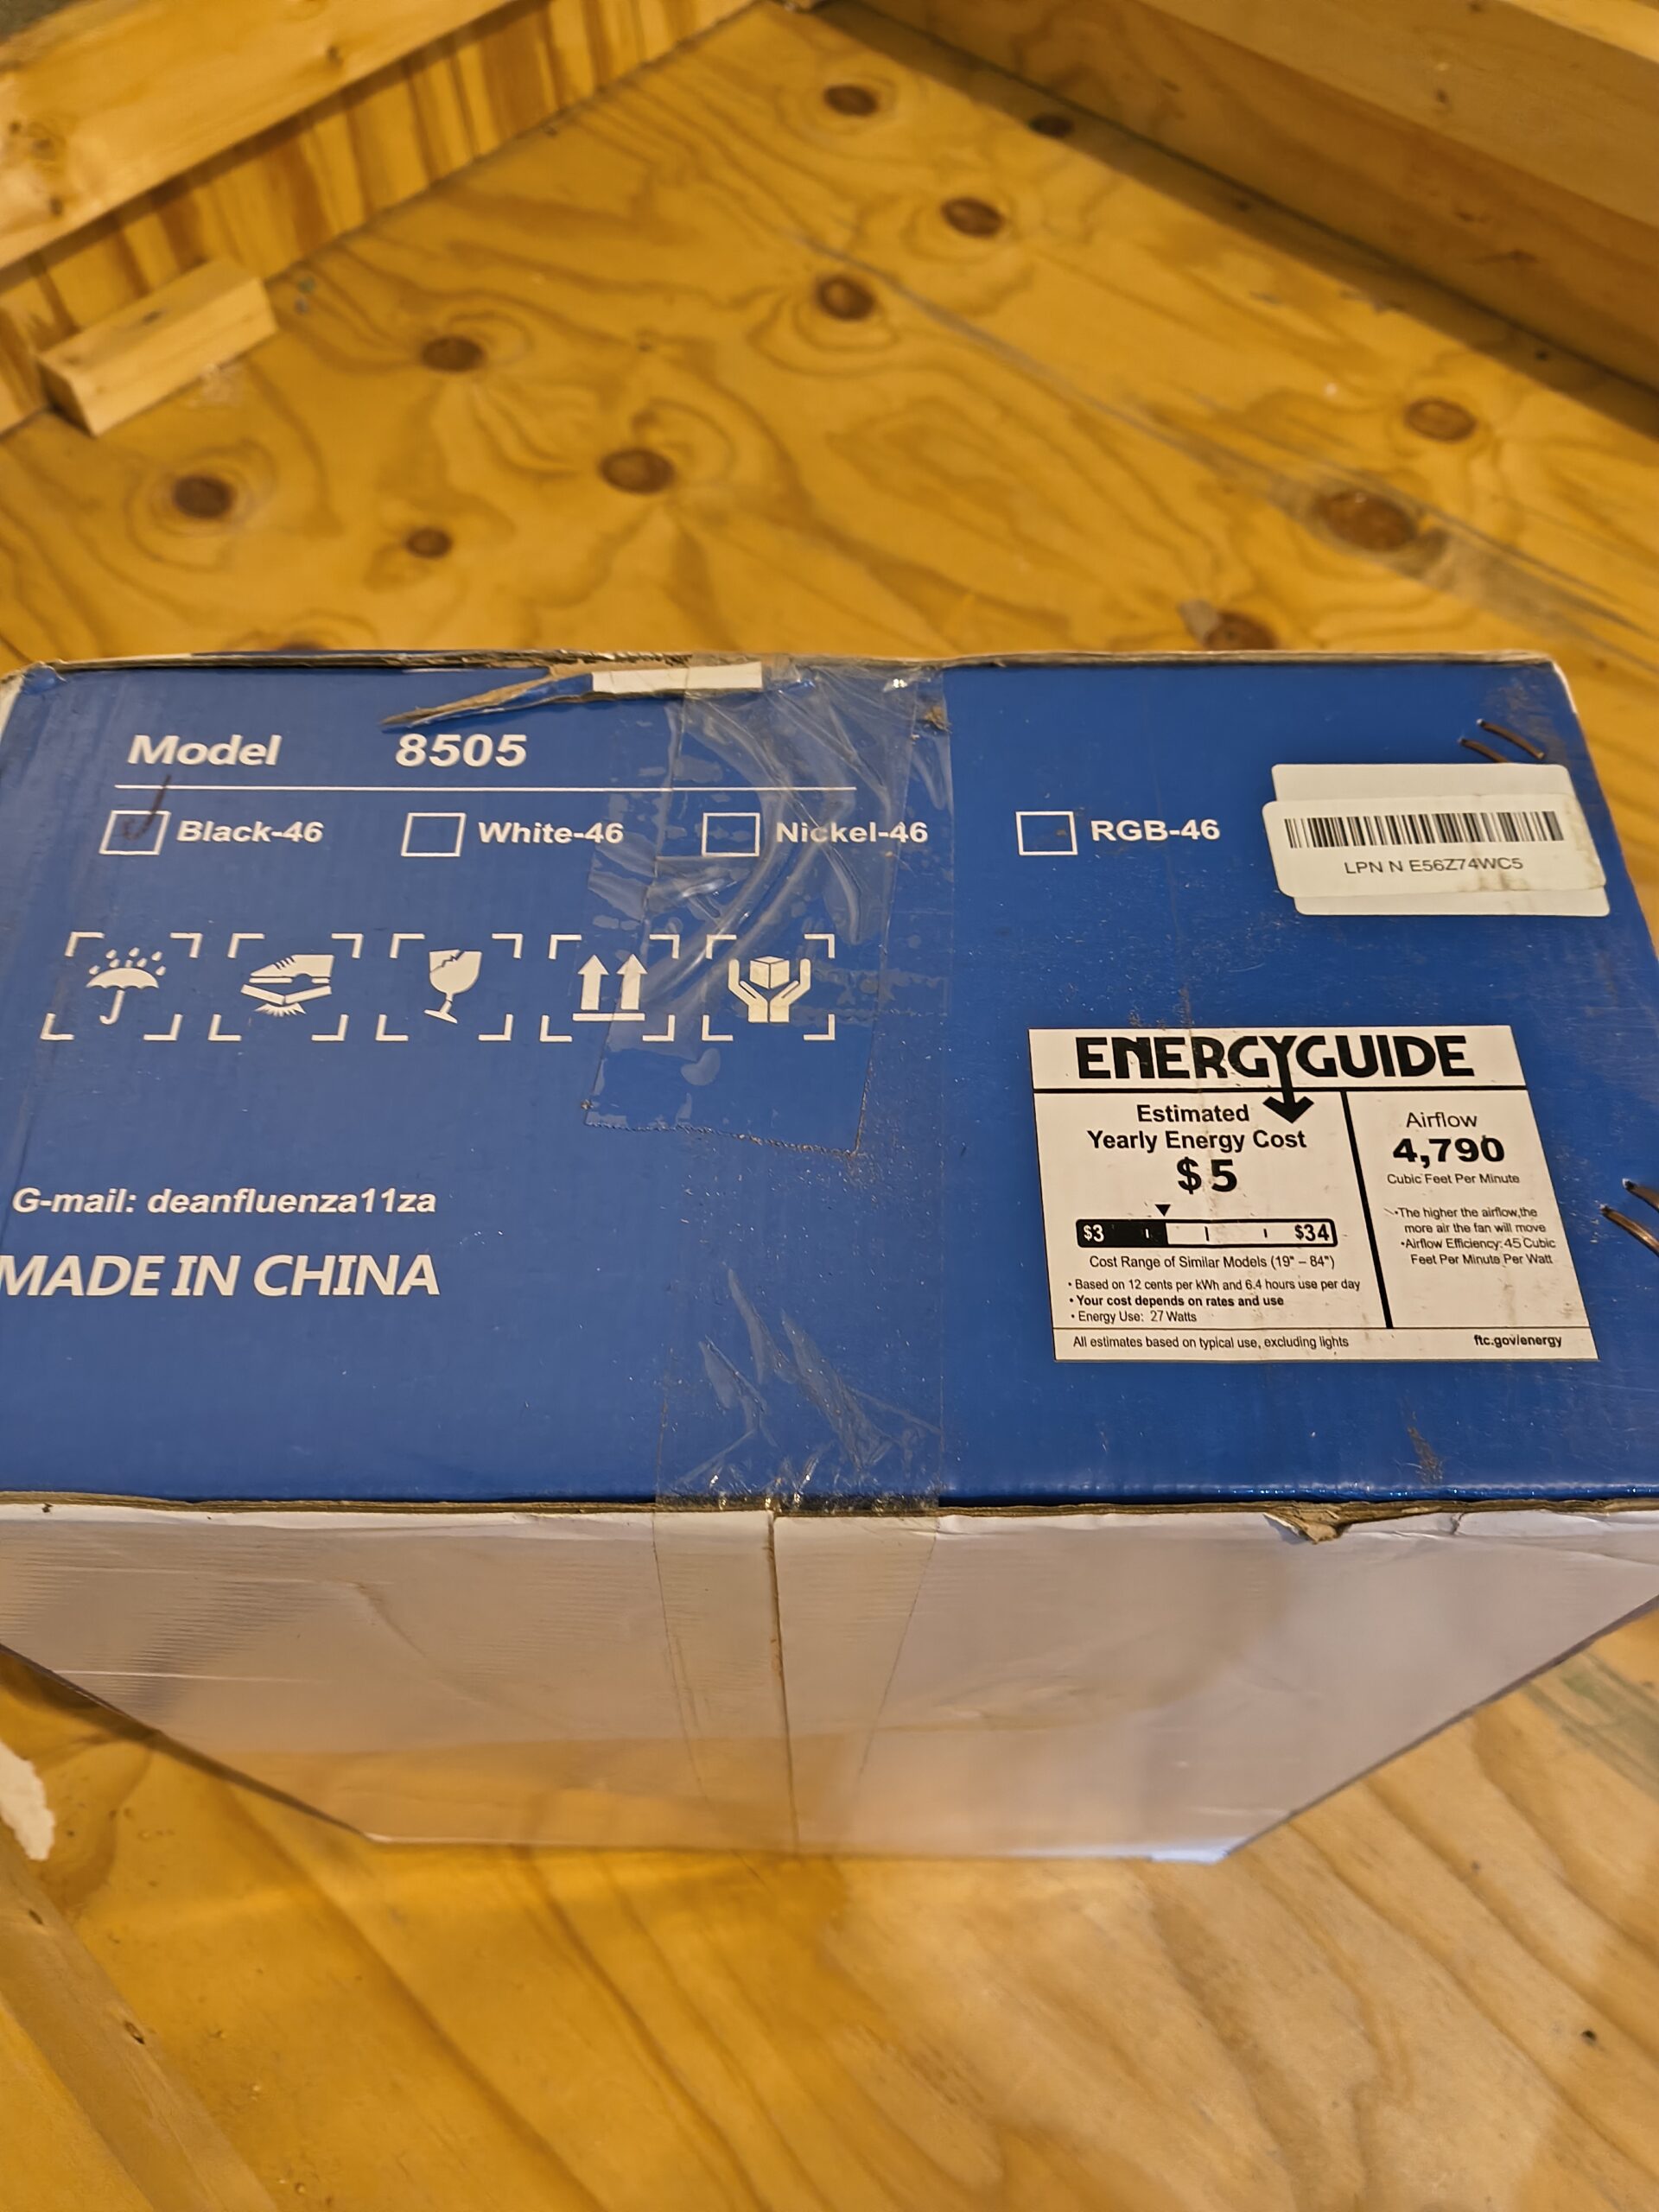 Model 8505
Black-46 White-46 Nickel-46 RGB-46
LPN N E56Z74WC5
G-mail: deanfluenza11za
MADE IN CHINA
ENERGYGUIDE
Estimated
Yearly Energy Cost
$5
$3 $34
Cost Range of Similar Models (19" – 84")
• Based on 12 cents per kWh and 6.4 hours use per day
• Your cost depends on rates and use
• Energy Use: 27 Watts
Airflow
4,790
Cubic Feet Per Minute
•The higher the airflow,the
more air the fan will move
•Airflow Efficiency:45 Cubic
Feet Per Minute Per Watt
All estimates based on typical use, excluding lights
ftc.gov/energy